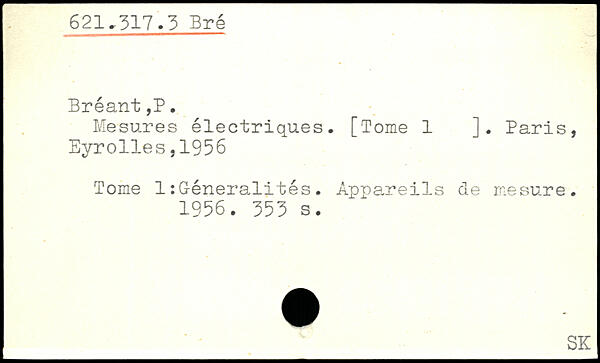 621.317.3 Bré
Bréant,P.
Mesures électriques. [Tome 1 ]. Paris,
Eyrolles,1956
Tome 1:Géneralités. Appareils de mesure.
1956. 353 s.
SK